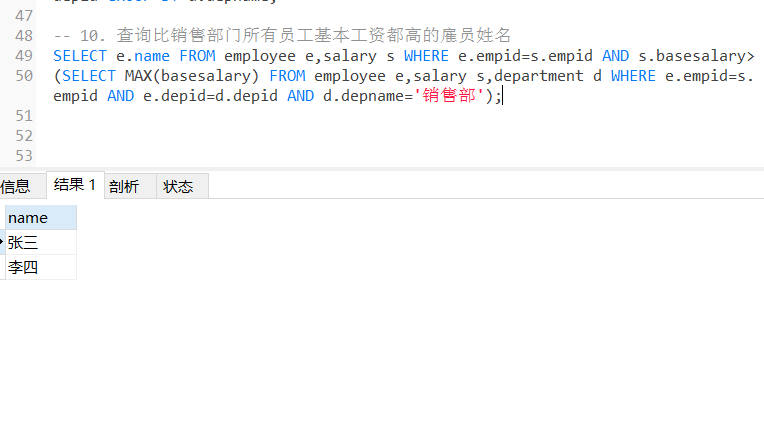 47
48 -- 10. 查询比销售部门所有员工基本工资都高的雇员姓名
49 SELECT e.name FROM employee e,salary s WHERE e.empid=s.empid AND s.basesalary>
50 (SELECT MAX(basesalary) FROM employee e,salary s,department d WHERE e.empid=s.
empid AND e.depid=d.depid AND d.depname='销售部');
51
52
53
信息 结果 1 剖析 状态
name
张三
李四